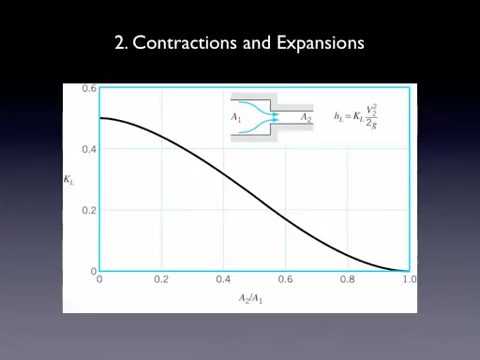 2. Contractions and Expansions
0.6
A₁
A₂
h_L = K_L V₂²/2g
0.4
K_L
0.2
0
0 0.2 0.4 0.6 0.8 1.0
A₂/A₁